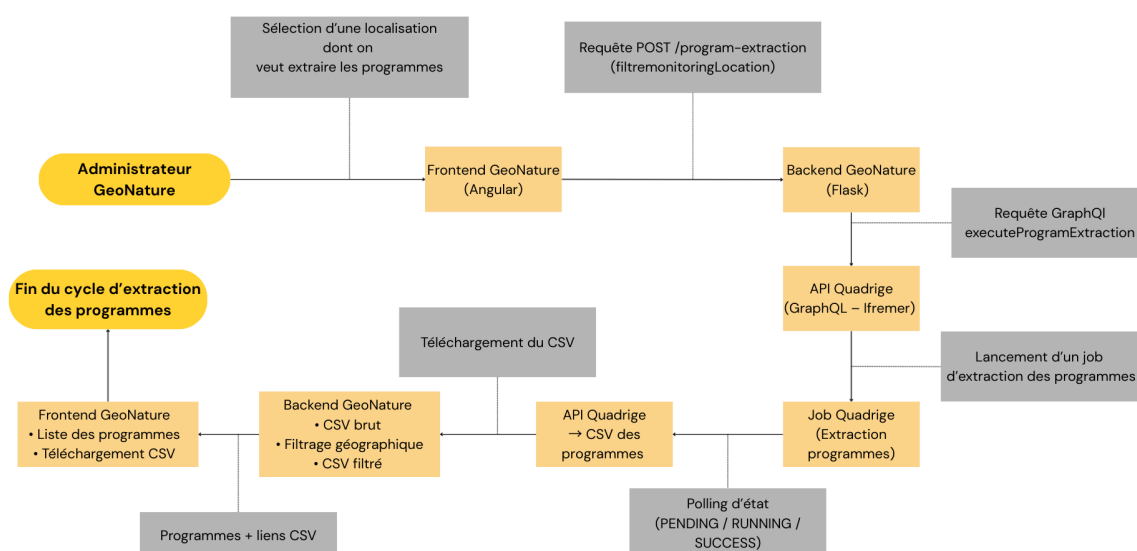 Sélection d'une localisation
dont on
veut extraire les programmes
Requête POST /program-extraction
(filtremonitoringLocation)
Administrateur
GeoNature
Frontend GeoNature
(Angular)
Backend GeoNature
(Flask)
Requête GraphQl
executeProgramExtraction
API Quadrige
(GraphQL – Ifremer)
Lancement d'un job
d'extraction des programmes
Job Quadrige
(Extraction
programmes)
Polling d'état
(PENDING / RUNNING /
SUCCESS)
API Quadrige
→ CSV des
programmes
Téléchargement du CSV
Backend GeoNature
• CSV brut
• Filtrage géographique
• CSV filtré
Programmes + liens CSV
Frontend GeoNature
• Liste des programmes
• Téléchargement CSV
Fin du cycle d'extraction
des programmes